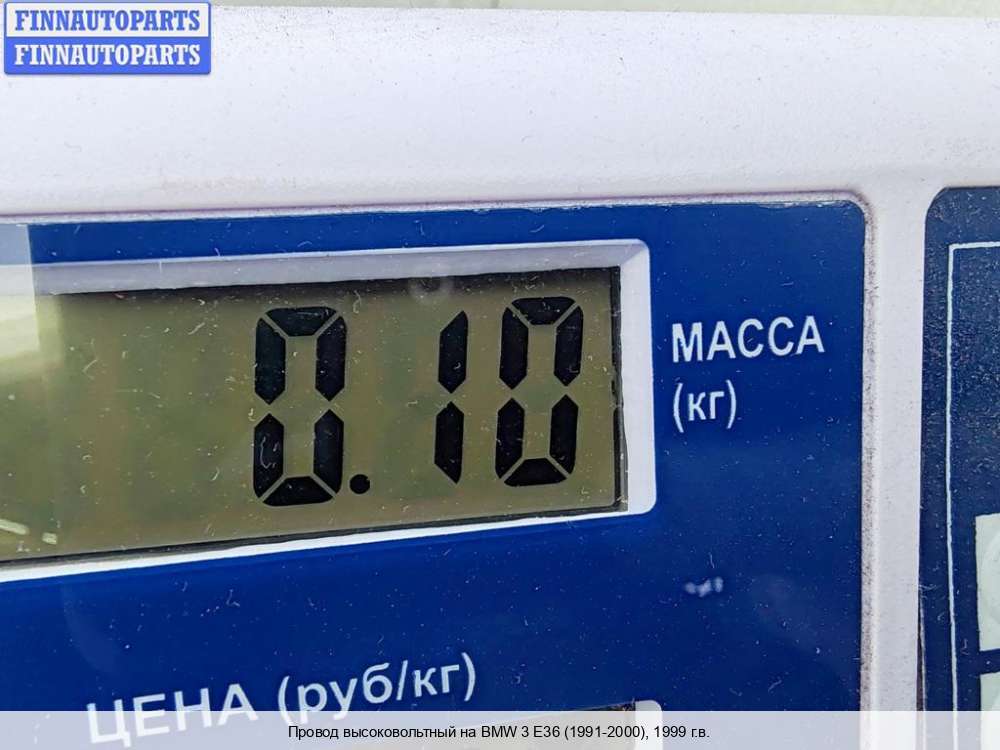 FINNAUTOPARTS
FINNAUTOPARTS
0.10
МАССА
(кг)
ЦЕНА (руб/кг)
Провод высоковольтный на BMW 3 E36 (1991-2000), 1999 г.в.